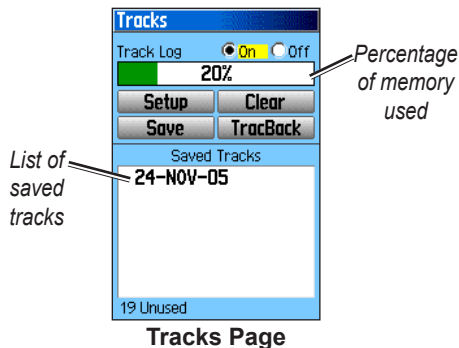 Tracks
Track Log On Off
20%
Setup Clear
Save TracBack
Saved Tracks
24-NOV-05
19 Unused
Percentage
of memory
used
List of
saved
tracks
Tracks Page